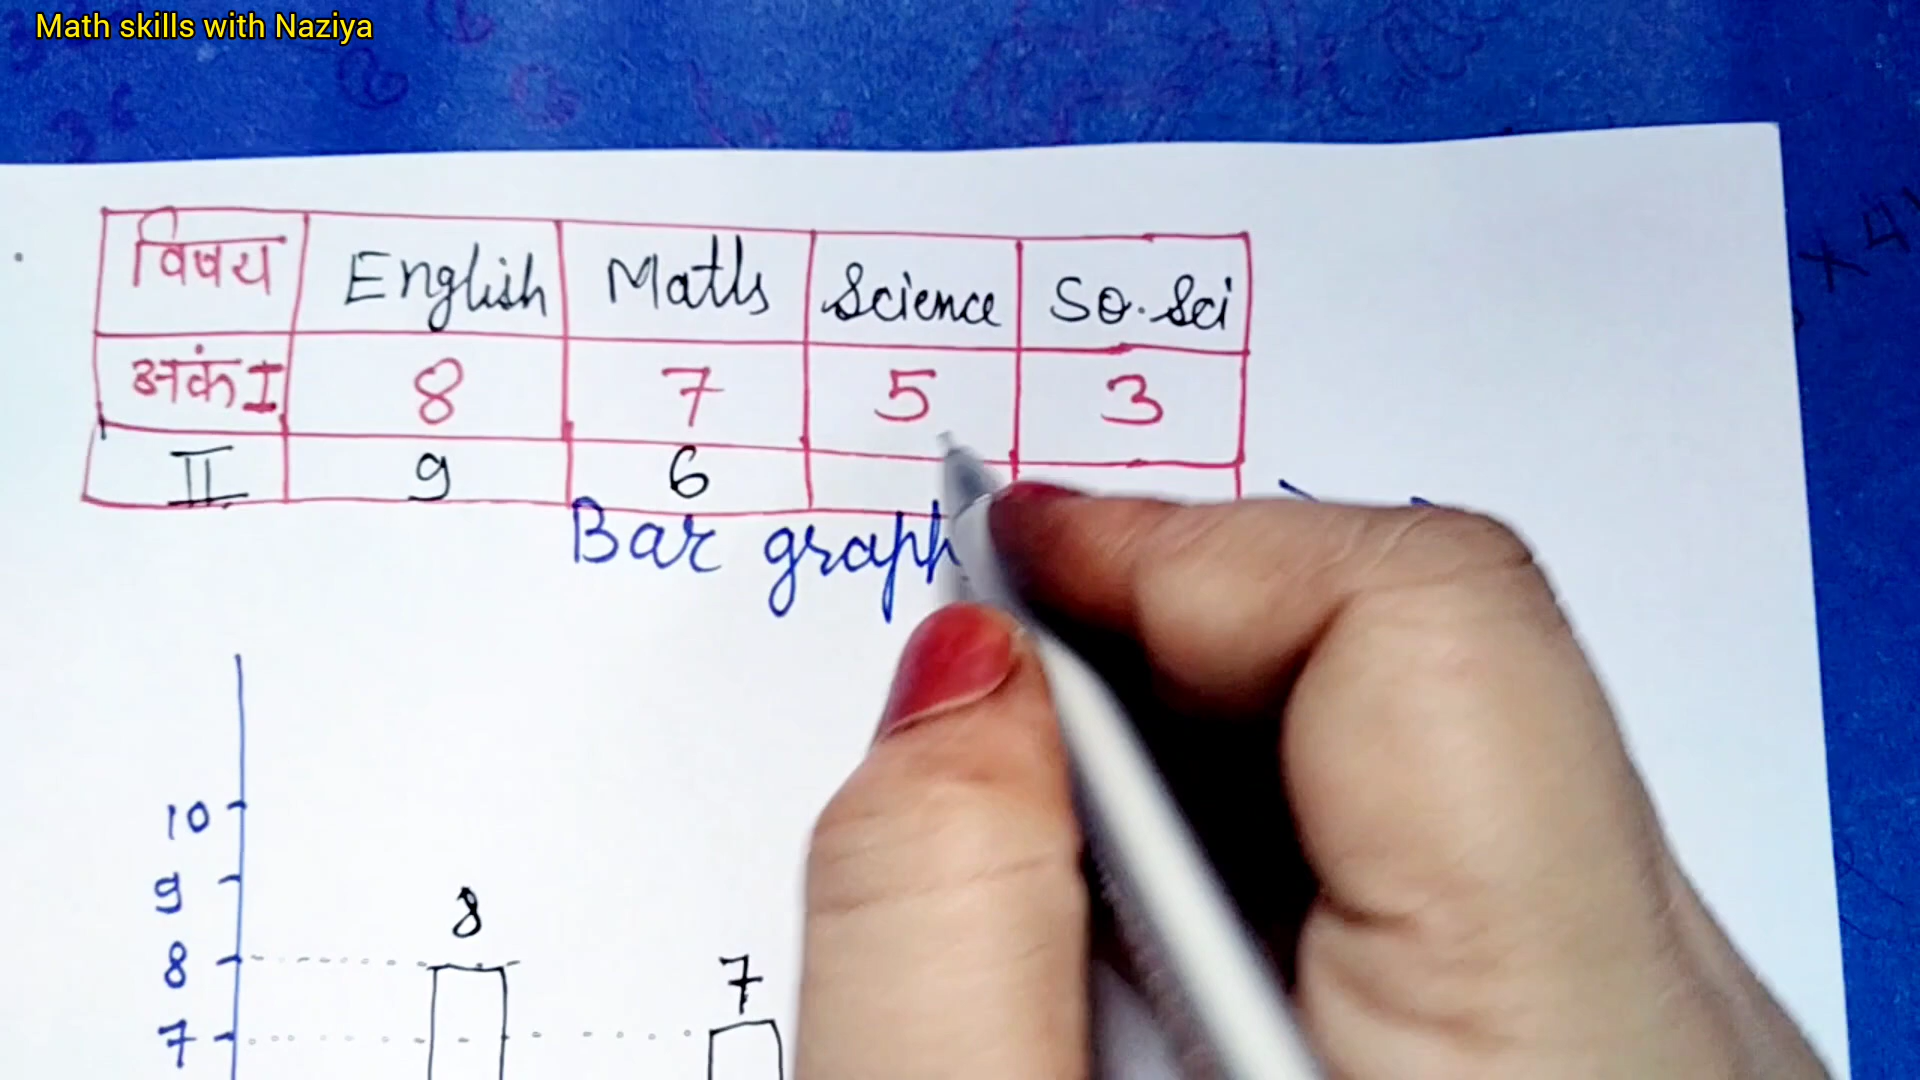 Math skills with Naziya
विषय English Maths Science So. Sci
अंक I 8 7 5 3
II 9 6
Bar graph
10
9
8
8
7
7